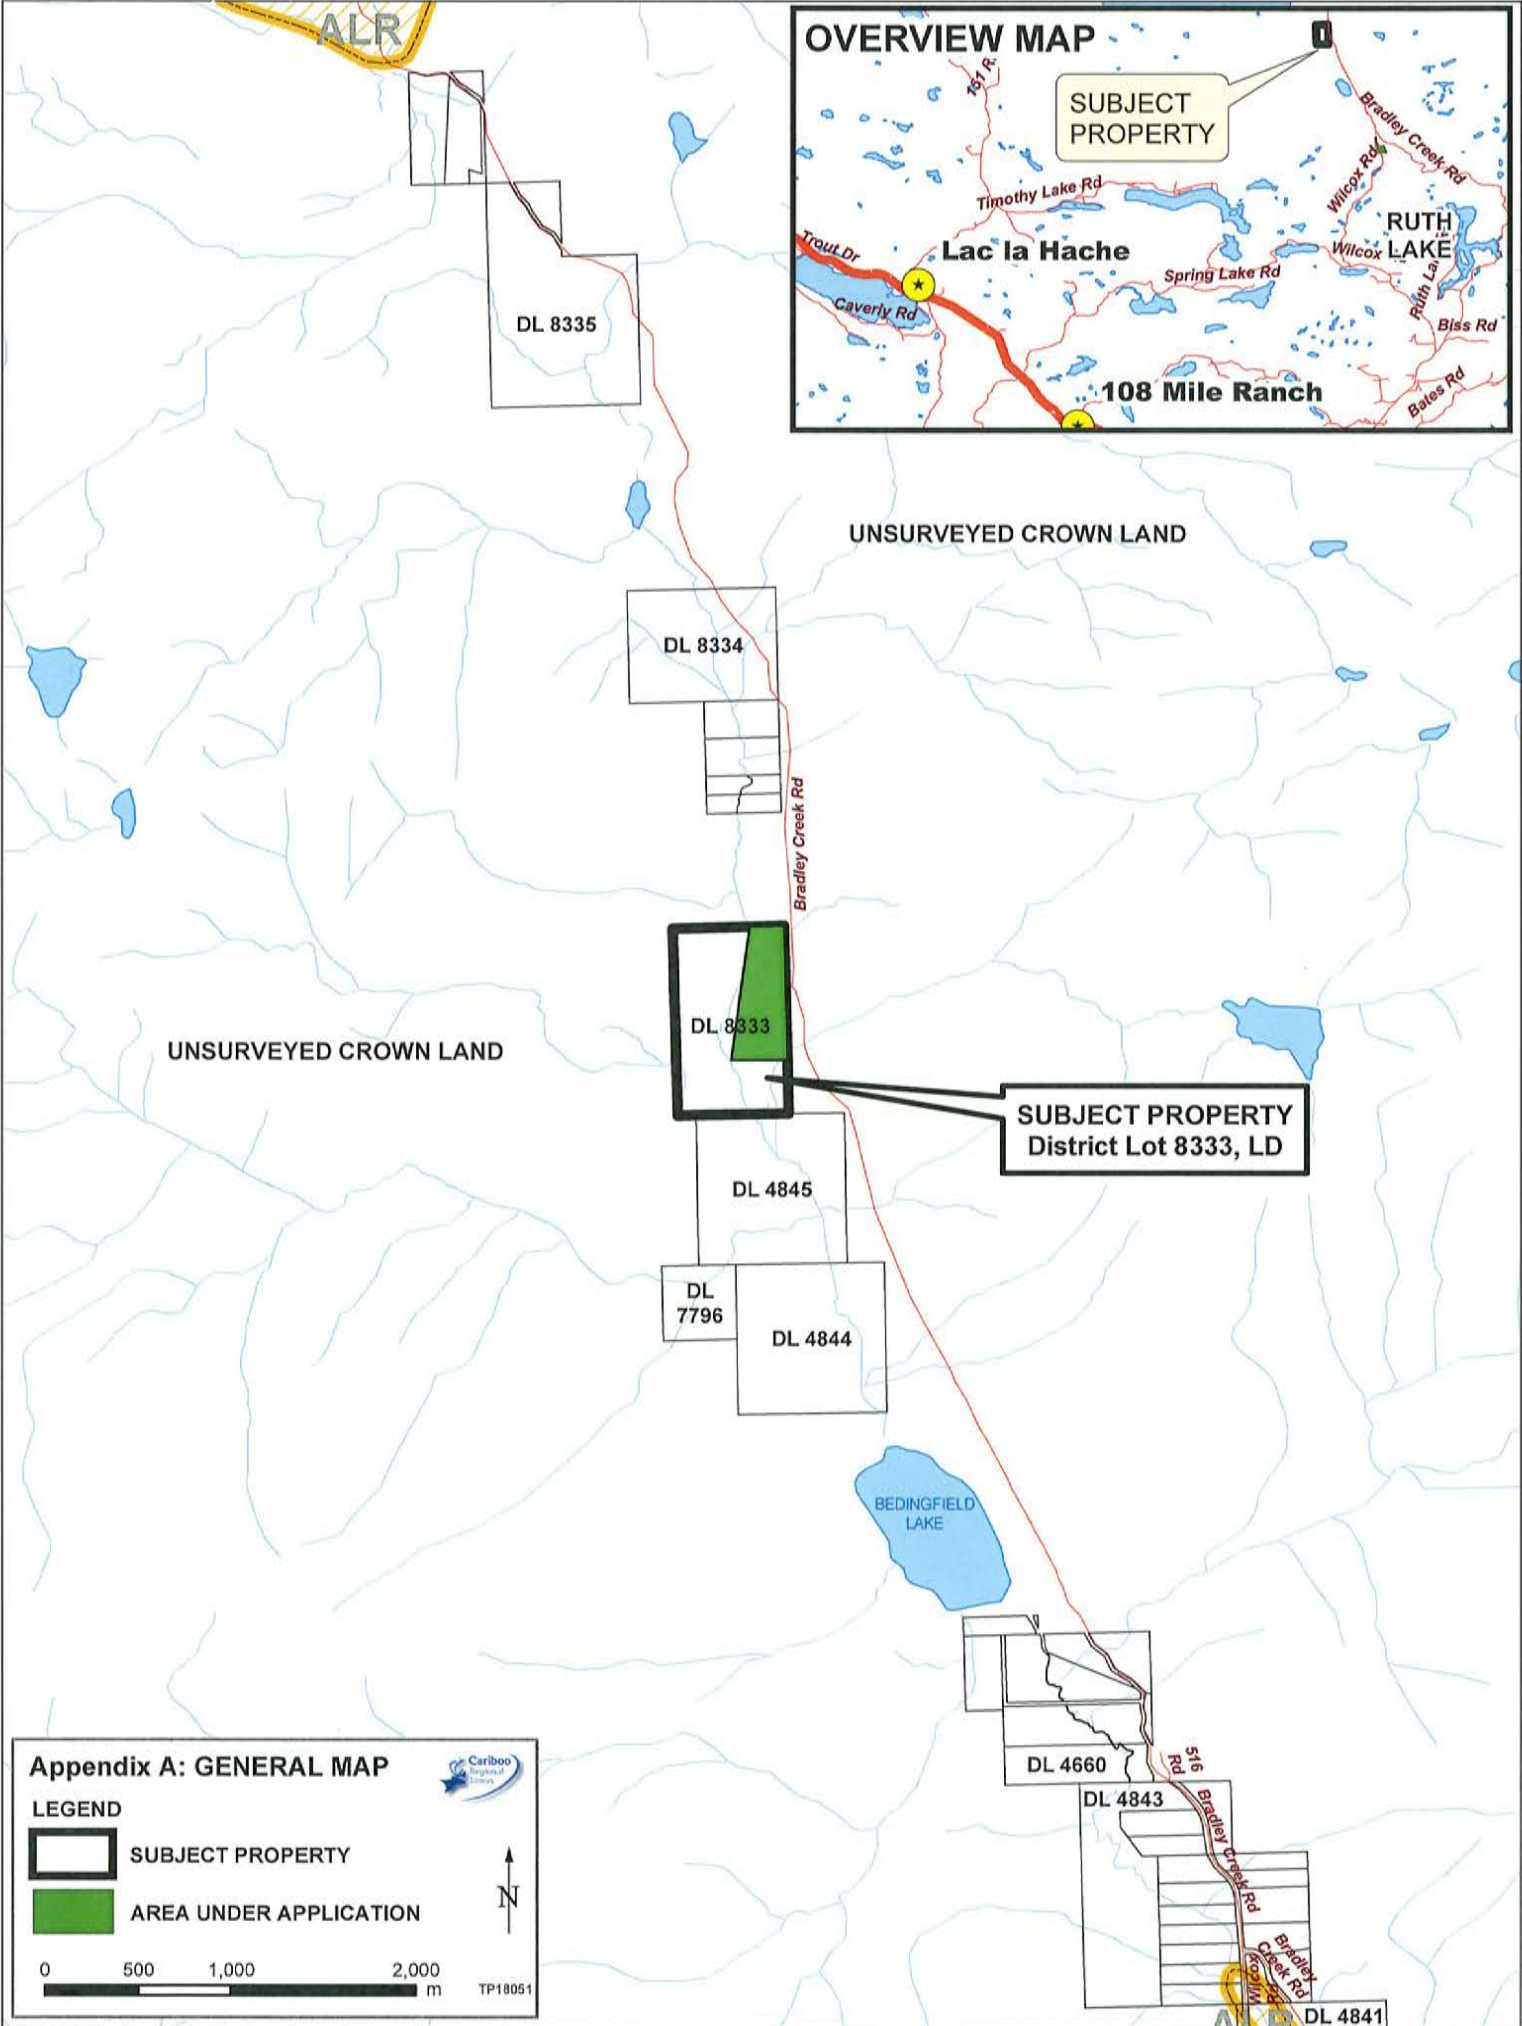 ALR
OVERVIEW MAP
SUBJECT
PROPERTY
Bradley Creek Rd
Wilcox Rd
Timothy Lake Rd
RUTH
LAKE
Wilcox
Trout Dr
Lac la Hache
Spring Lake Rd
Ruth La
Caverly Rd
Biss Rd
108 Mile Ranch
Bates Rd
DL 8335
UNSURVEYED CROWN LAND
DL 8334
Bradley Creek Rd
DL 8333
UNSURVEYED CROWN LAND
SUBJECT PROPERTY
District Lot 8333, LD
DL 4845
DL
7796
DL 4844
BEDINGFIELD
LAKE
DL 4660
516
Rd
DL 4843
Bradley Creek Rd
Bradley
Creek Rd
Wilcox
DL 4841
Appendix A: GENERAL MAP
Cariboo
LEGEND
SUBJECT PROPERTY
AREA UNDER APPLICATION
N
0 500 1,000 2,000
m
TP18051